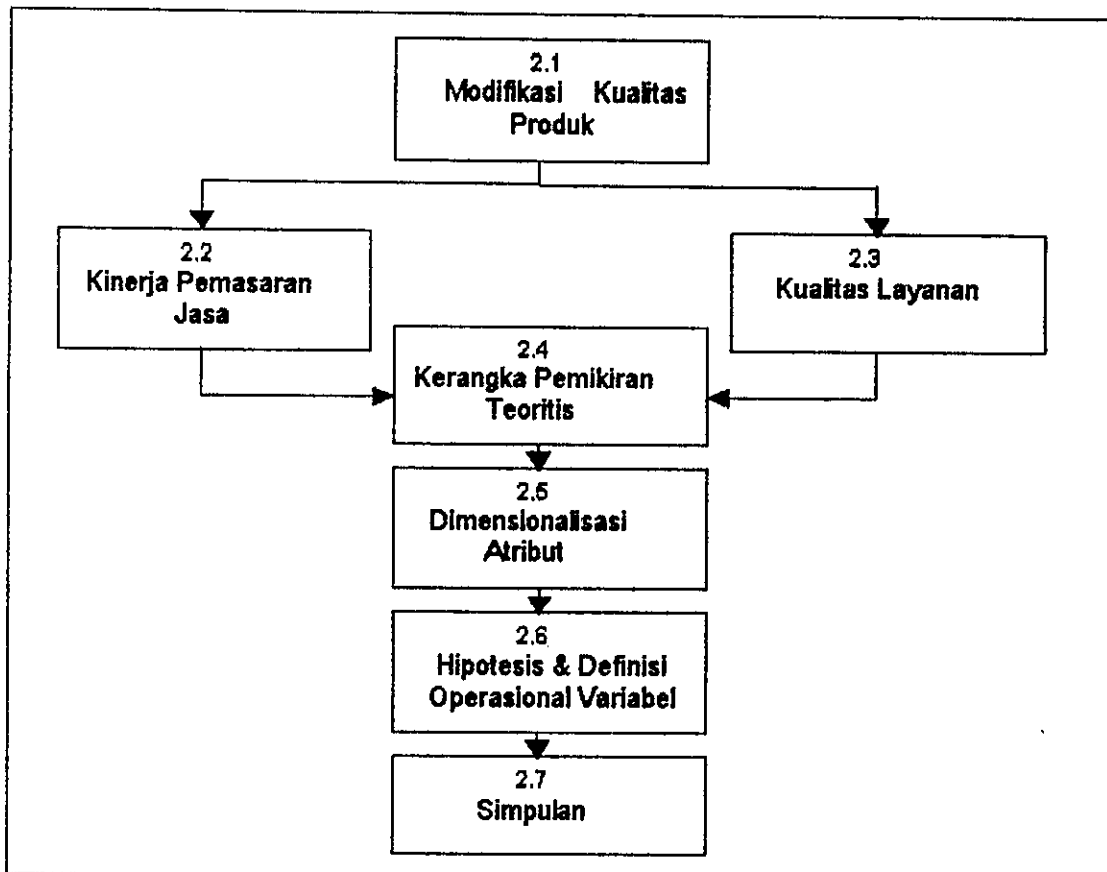 2.1
Modifikasi Kualitas
Produk
2.2
Kinerja Pemasaran
Jasa
2.3
Kualitas Layanan
2.4
Kerangka Pemikiran
Teoritis
2.5
Dimensionalisasi
Atribut
2.6
Hipotesis & Definisi
Operasional Variabel
2.7
Simpulan